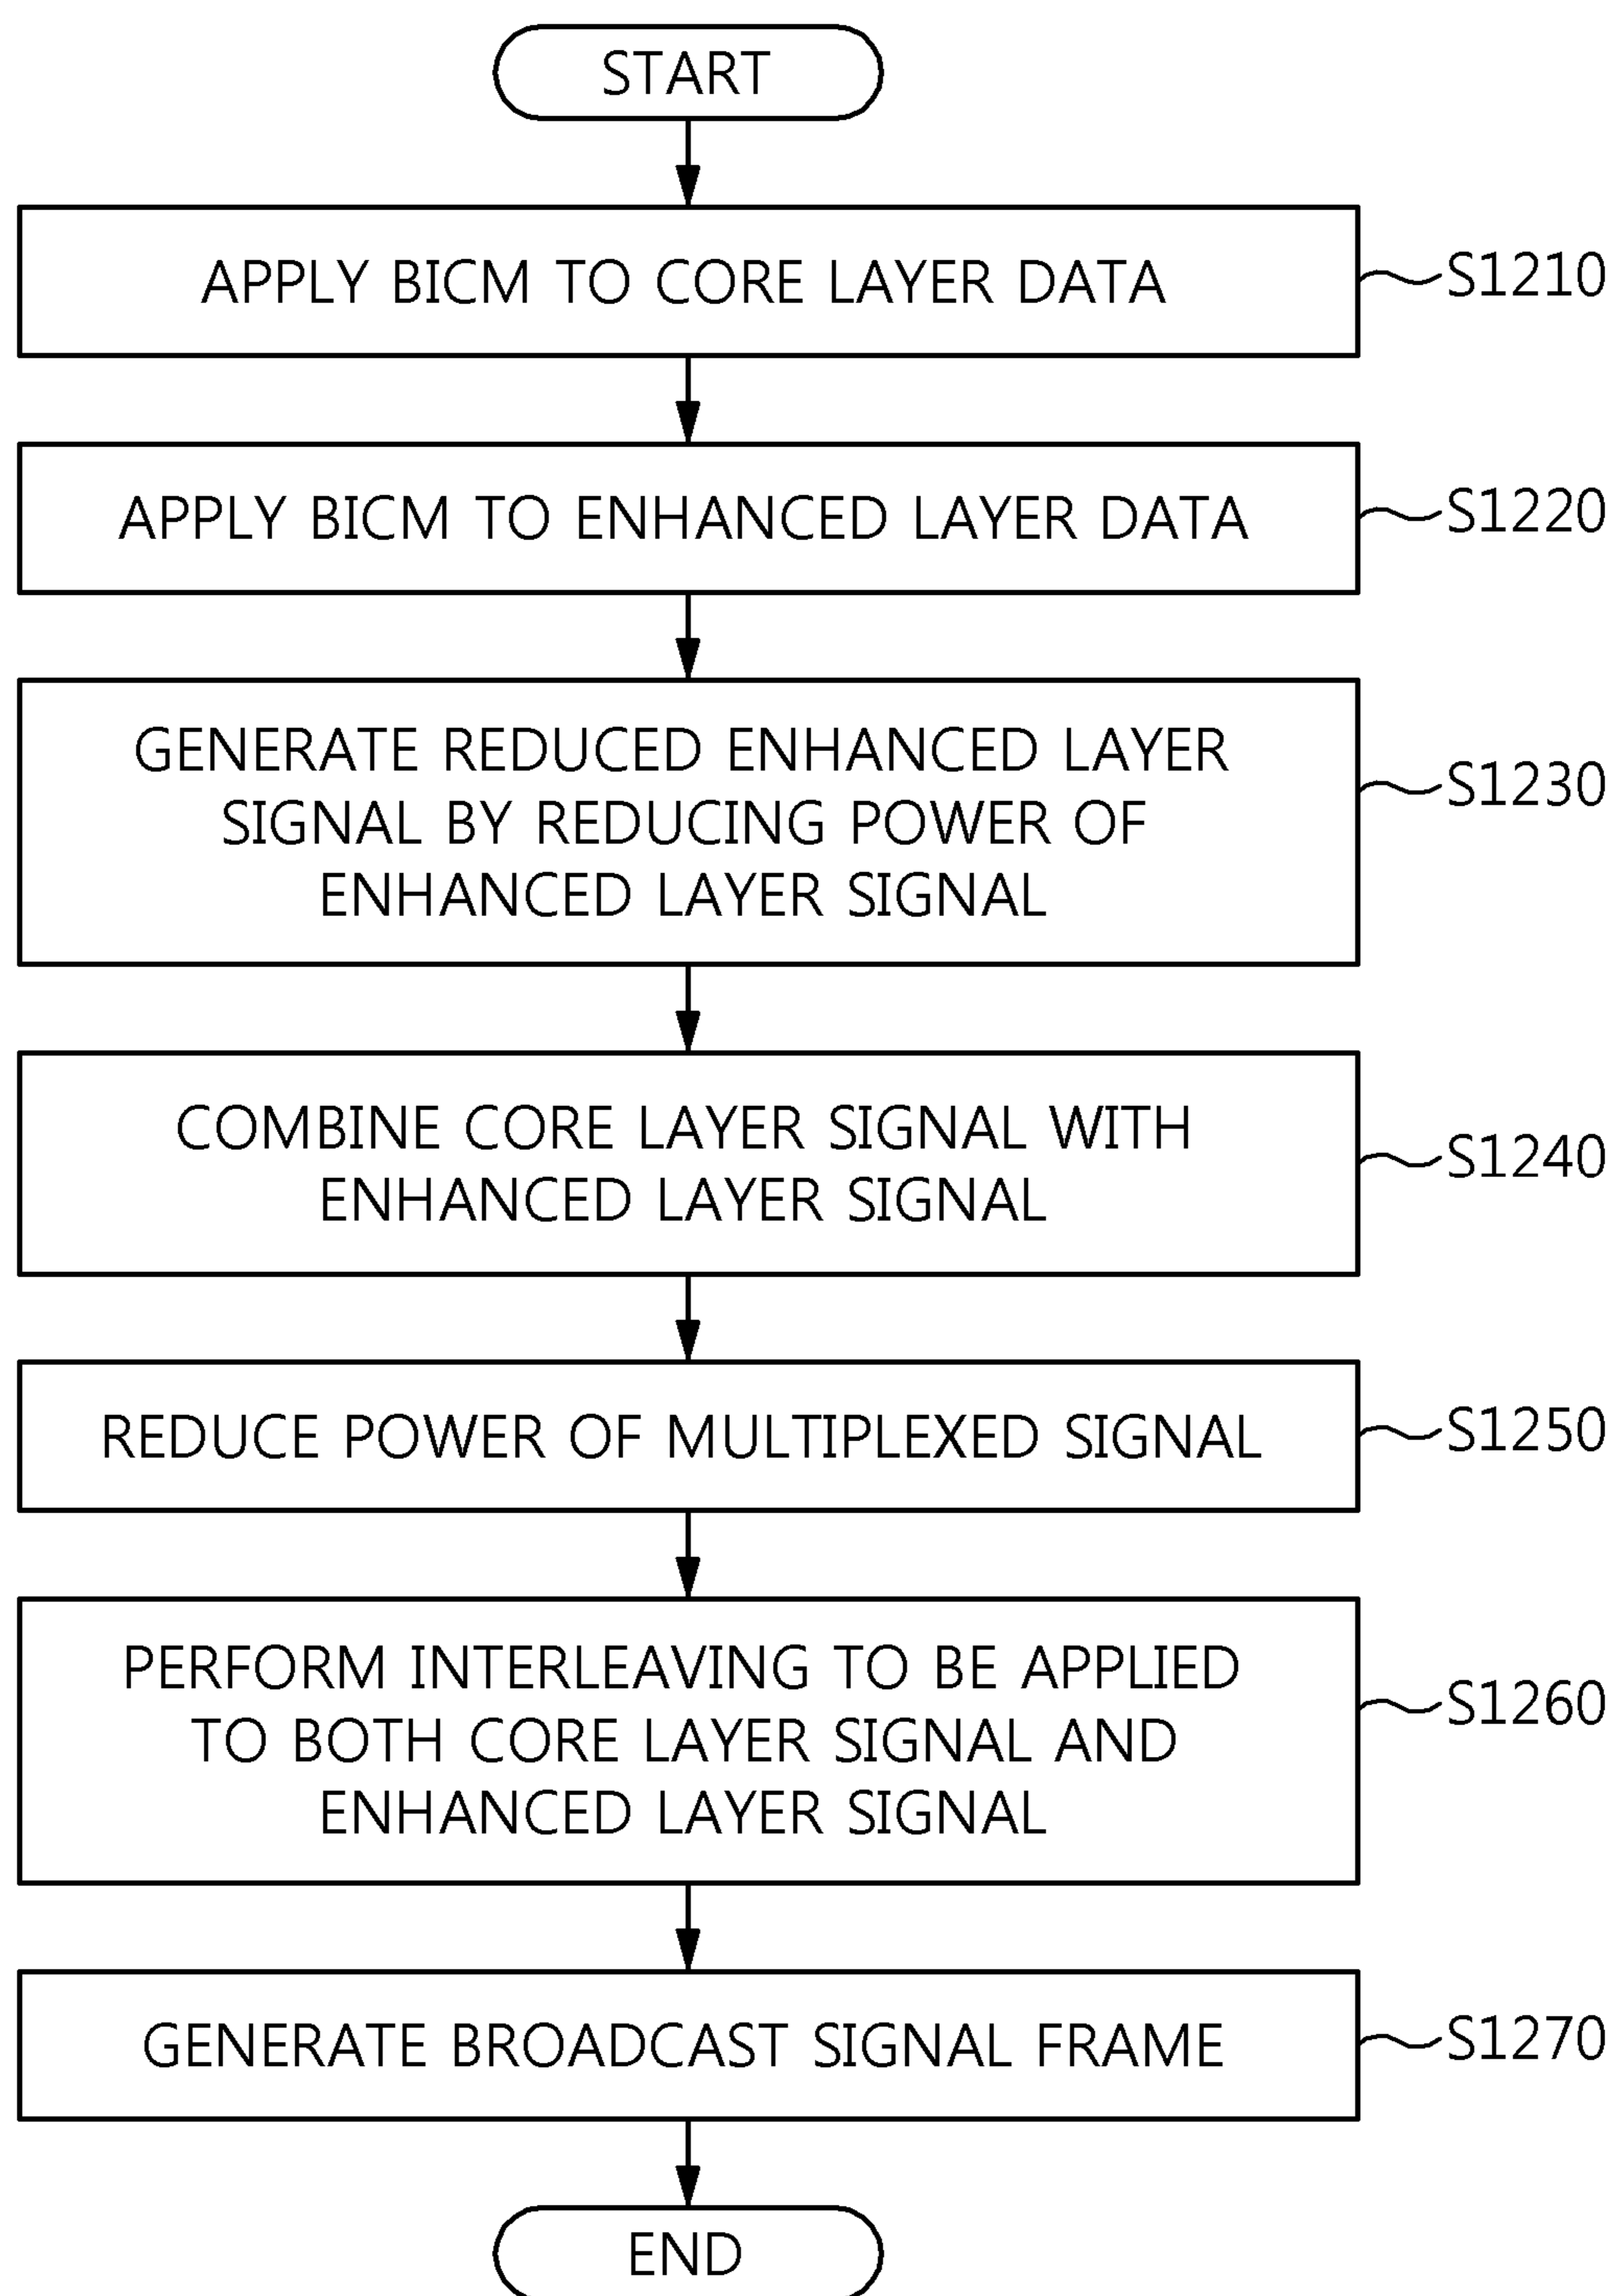 START
APPLY BICM TO CORE LAYER DATA
S1210
APPLY BICM TO ENHANCED LAYER DATA
S1220
GENERATE REDUCED ENHANCED LAYER
SIGNAL BY REDUCING POWER OF
ENHANCED LAYER SIGNAL
S1230
COMBINE CORE LAYER SIGNAL WITH
ENHANCED LAYER SIGNAL
S1240
REDUCE POWER OF MULTIPLEXED SIGNAL
S1250
PERFORM INTERLEAVING TO BE APPLIED
TO BOTH CORE LAYER SIGNAL AND
ENHANCED LAYER SIGNAL
S1260
GENERATE BROADCAST SIGNAL FRAME
S1270
END